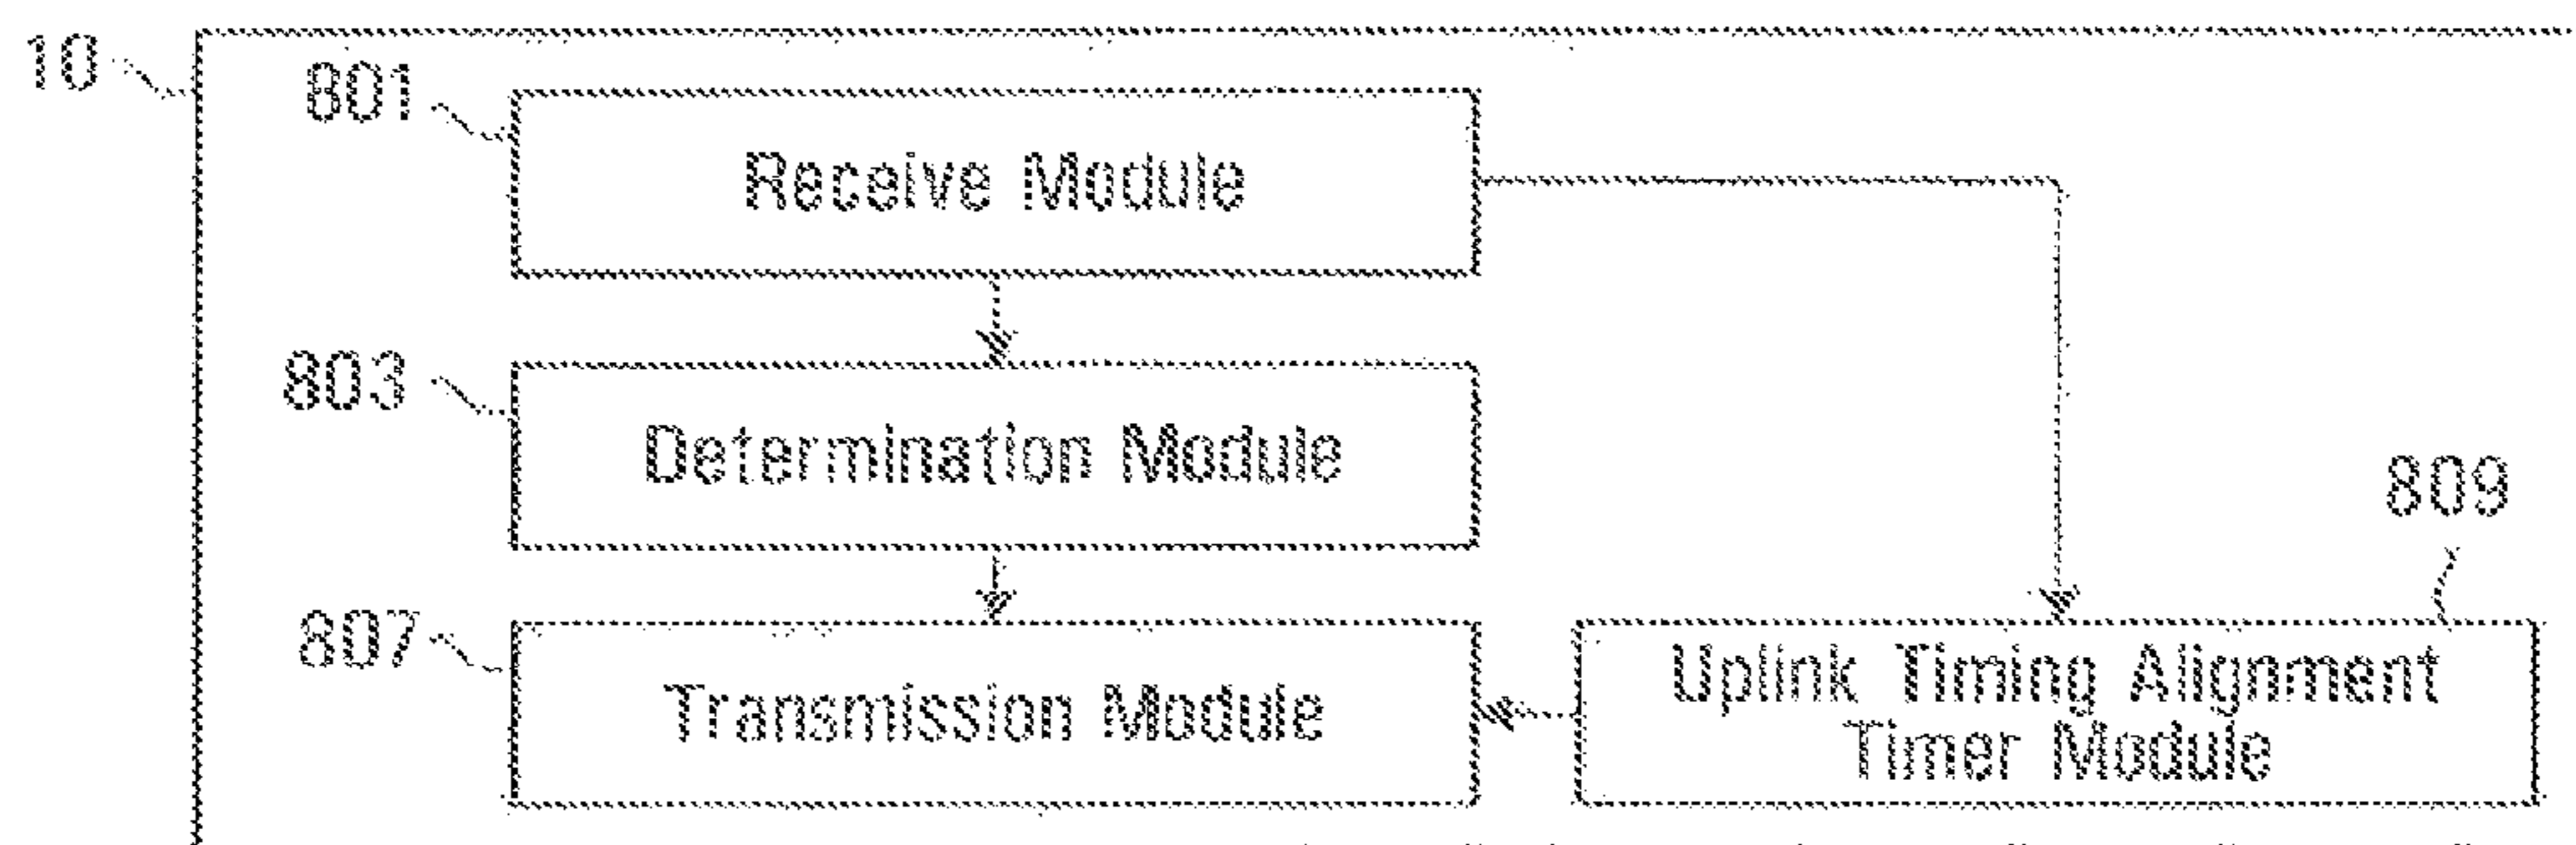 10
801
Receive Module
803
Determination Module
809
807
Transmission Module
Uplink Timing Alignment
Timer Module